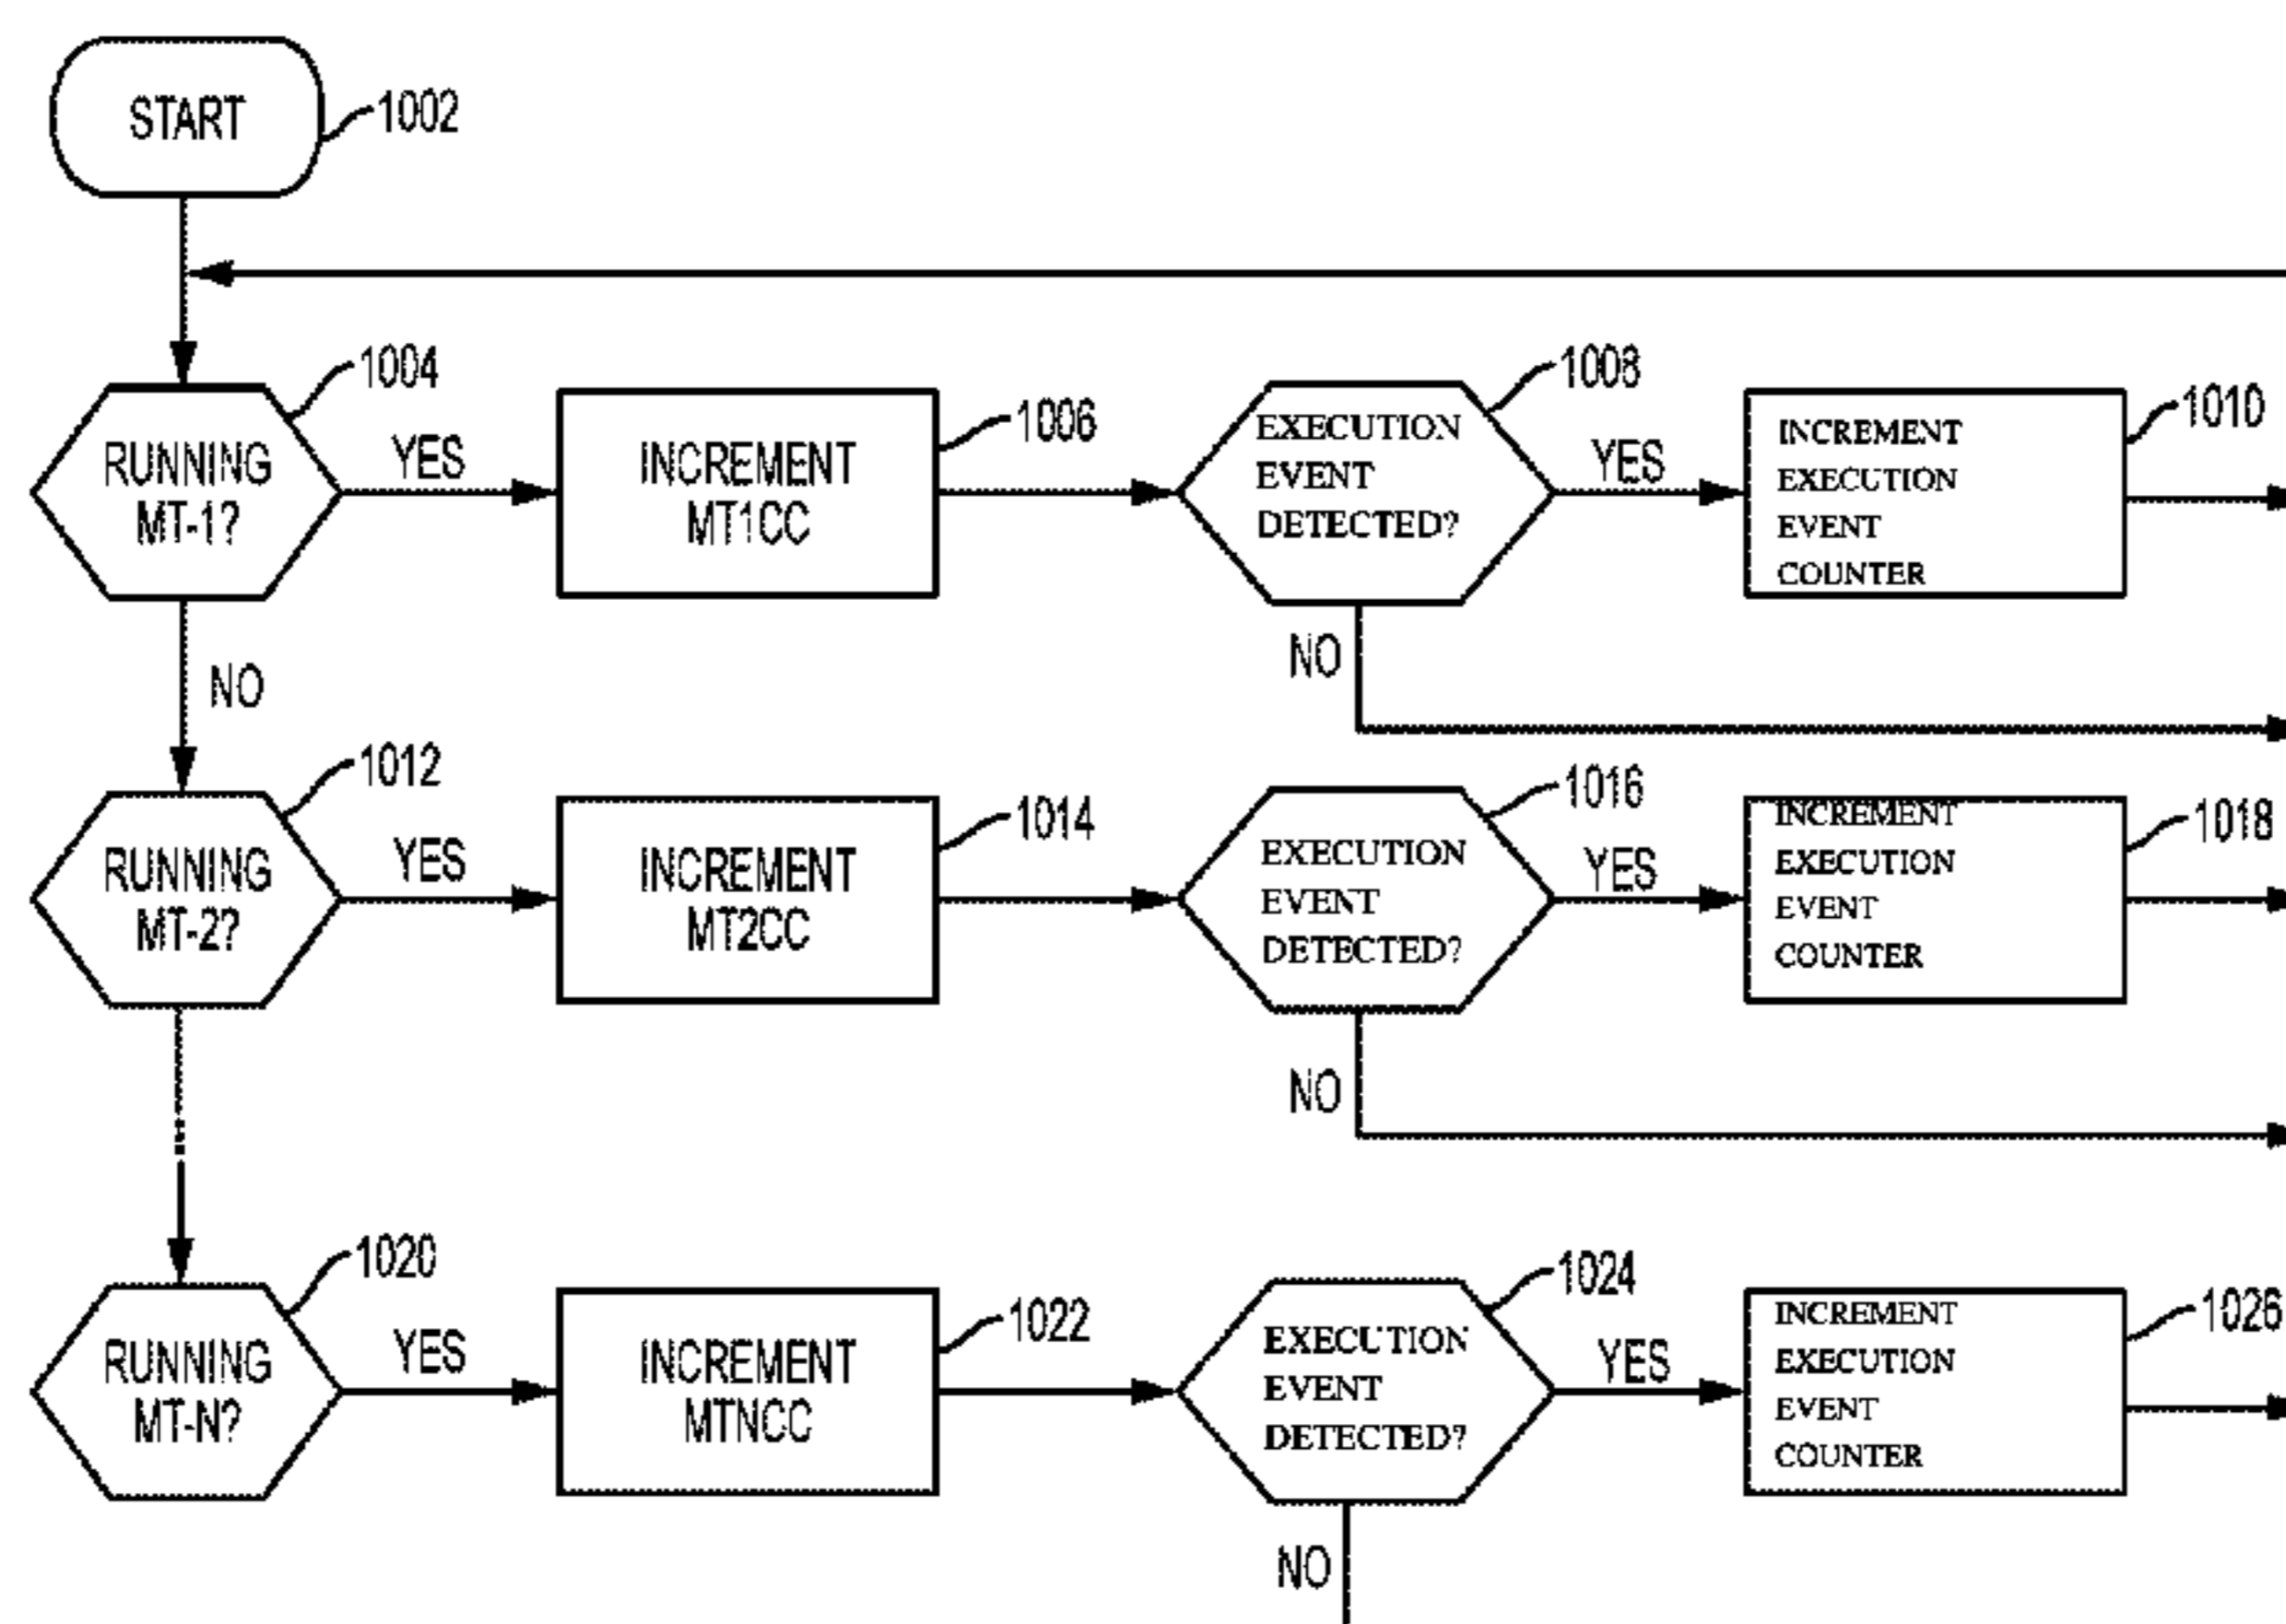 START
1002
1004
RUNNING
MT-1?
YES
INCREMENT
MT1CC
1006
EXECUTION
EVENT
DETECTED?
1008
YES
INCREMENT
EXECUTION
EVENT
COUNTER
1010
NO
NO
1012
RUNNING
MT-2?
YES
INCREMENT
MT2CC
1014
EXECUTION
EVENT
DETECTED?
1016
YES
INCREMENT
EXECUTION
EVENT
COUNTER
1018
NO
1020
RUNNING
MT-N?
YES
INCREMENT
MTNCC
1022
EXECUTION
EVENT
DETECTED?
1024
YES
INCREMENT
EXECUTION
EVENT
COUNTER
1026
NO